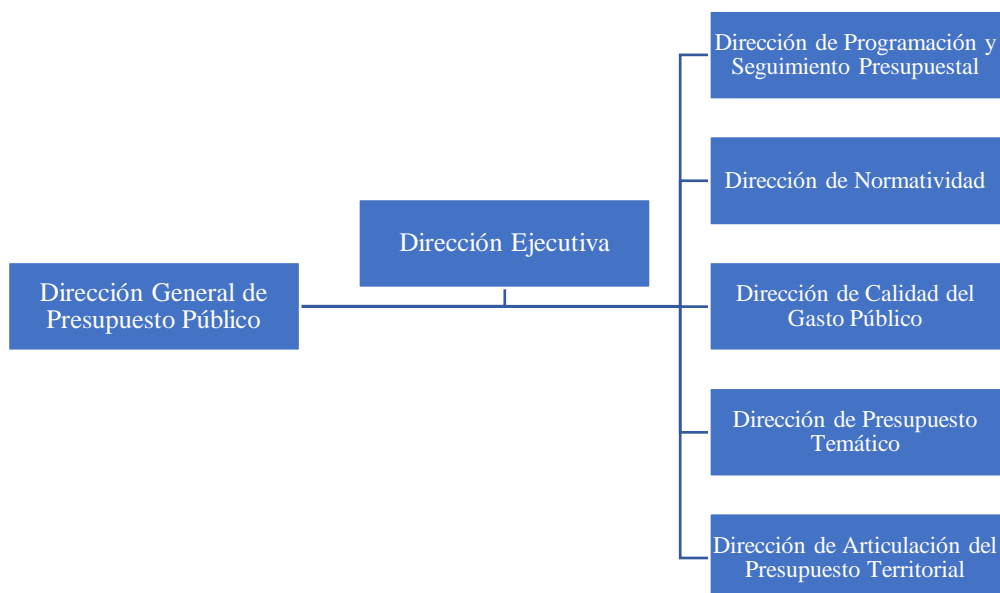 Dirección de Programación y
Seguimiento Presupuestal
Dirección de Normatividad
Dirección Ejecutiva
Dirección General de
Presupuesto Público
Dirección de Calidad del
Gasto Público
Dirección de Presupuesto
Temático
Dirección de Articulación del
Presupuesto Territorial